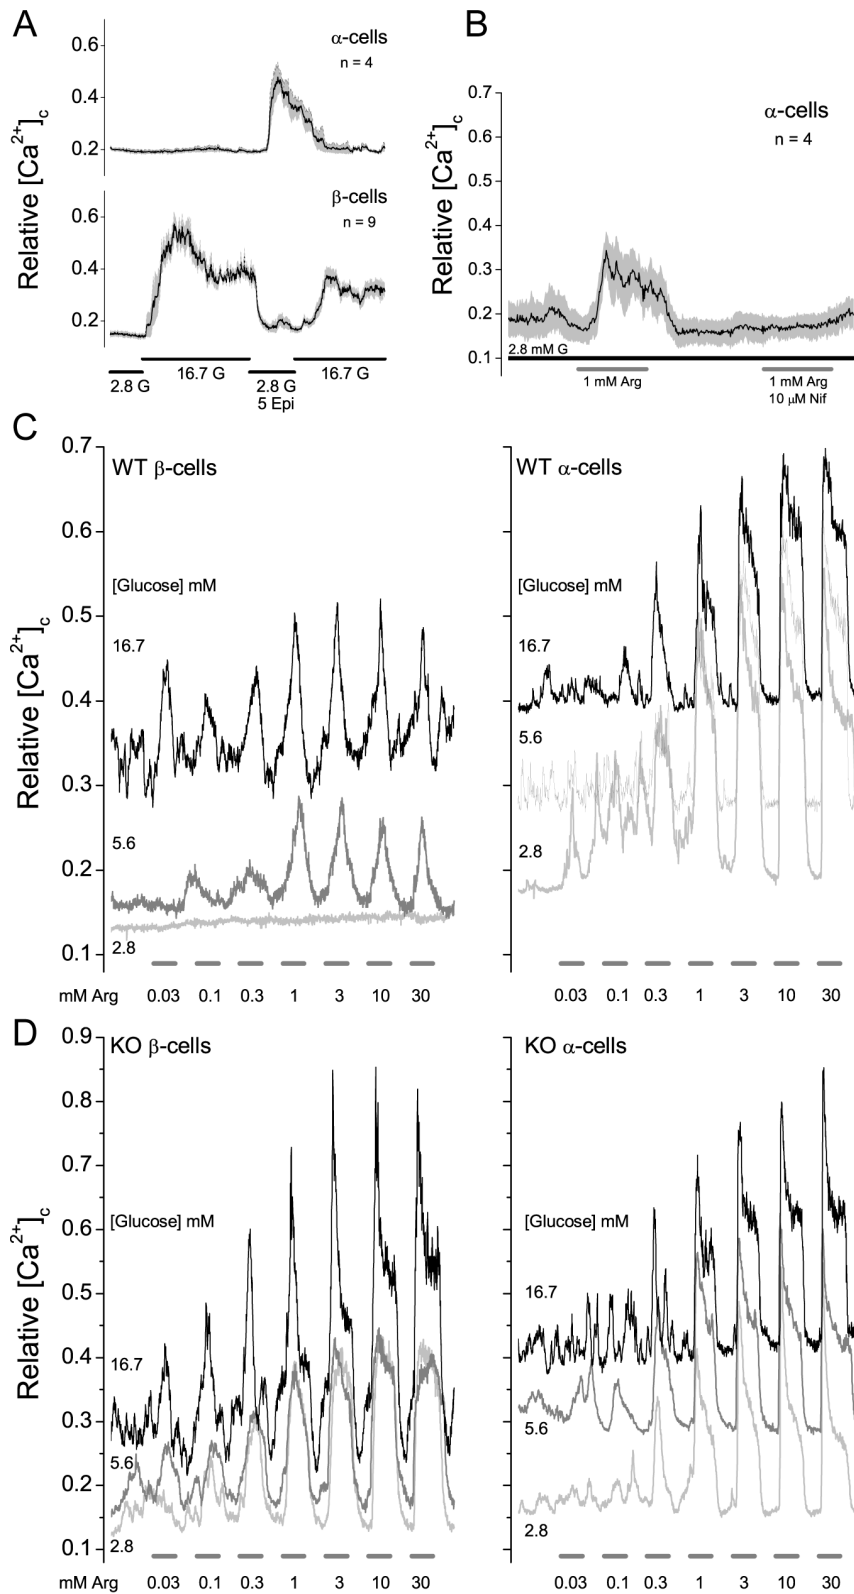 A
B
α-cells
n = 4
0.6
0.4
0.2
β-cells
n = 9
0.6
0.4
0.2
Relative [Ca2+]c
2.8 G
16.7 G
2.8 G
5 Epi
16.7 G
α-cells
n = 4
0.7
0.6
0.5
0.4
0.3
0.2
0.1
Relative [Ca2+]c
2.8 mM G
1 mM Arg
1 mM Arg
10 μM Nif
C
WT β-cells
0.7
0.6
0.5
0.4
0.3
0.2
0.1
Relative [Ca2+]c
[Glucose] mM
16.7
5.6
2.8
mM Arg 0.03 0.1 0.3 1 3 10 30
WT α-cells
[Glucose] mM
16.7
5.6
2.8
0.03 0.1 0.3 1 3 10 30
D
KO β-cells
0.9
0.8
0.7
0.6
0.5
0.4
0.3
0.2
0.1
Relative [Ca2+]c
[Glucose] mM
16.7
5.6
2.8
mM Arg 0.03 0.1 0.3 1 3 10 30
KO α-cells
[Glucose] mM
16.7
5.6
2.8
0.03 0.1 0.3 1 3 10 30